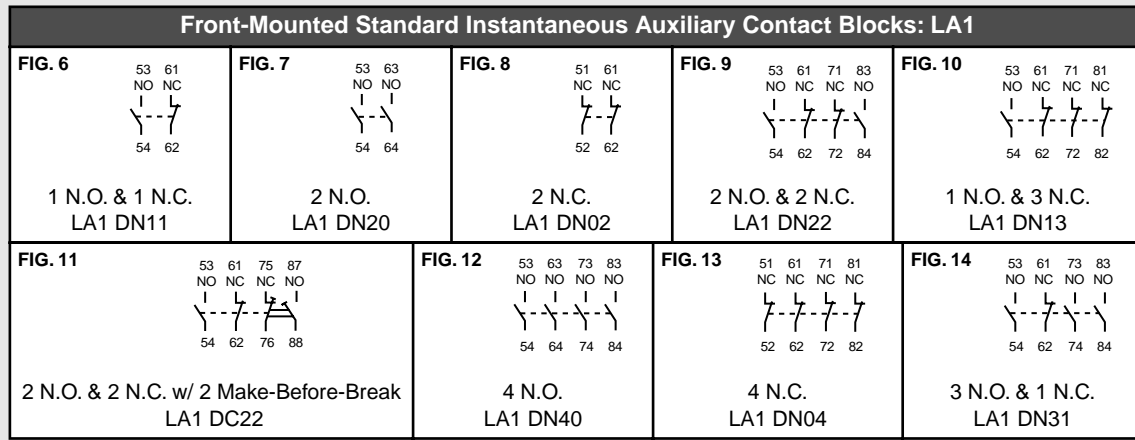 Front-Mounted Standard Instantaneous Auxiliary Contact Blocks: LA1
FIG. 6
53 61
NO NC
54 62
1 N.O. & 1 N.C.
LA1 DN11
FIG. 7
53 63
NO NO
54 64
2 N.O.
LA1 DN20
FIG. 8
51 61
NC NC
52 62
2 N.C.
LA1 DN02
FIG. 9
53 61 71 83
NO NC NC NO
54 62 72 84
2 N.O. & 2 N.C.
LA1 DN22
FIG. 10
53 61 71 81
NO NC NC NC
54 62 72 82
1 N.O. & 3 N.C.
LA1 DN13
FIG. 11
53 61 75 87
NO NC NC NO
54 62 76 88
2 N.O. & 2 N.C. w/ 2 Make-Before-Break
LA1 DC22
FIG. 12
53 63 73 83
NO NO NO NO
54 64 74 84
4 N.O.
LA1 DN40
FIG. 13
51 61 71 81
NC NC NC NC
52 62 72 82
4 N.C.
LA1 DN04
FIG. 14
53 61 73 83
NO NC NO NO
54 62 74 84
3 N.O. & 1 N.C.
LA1 DN31